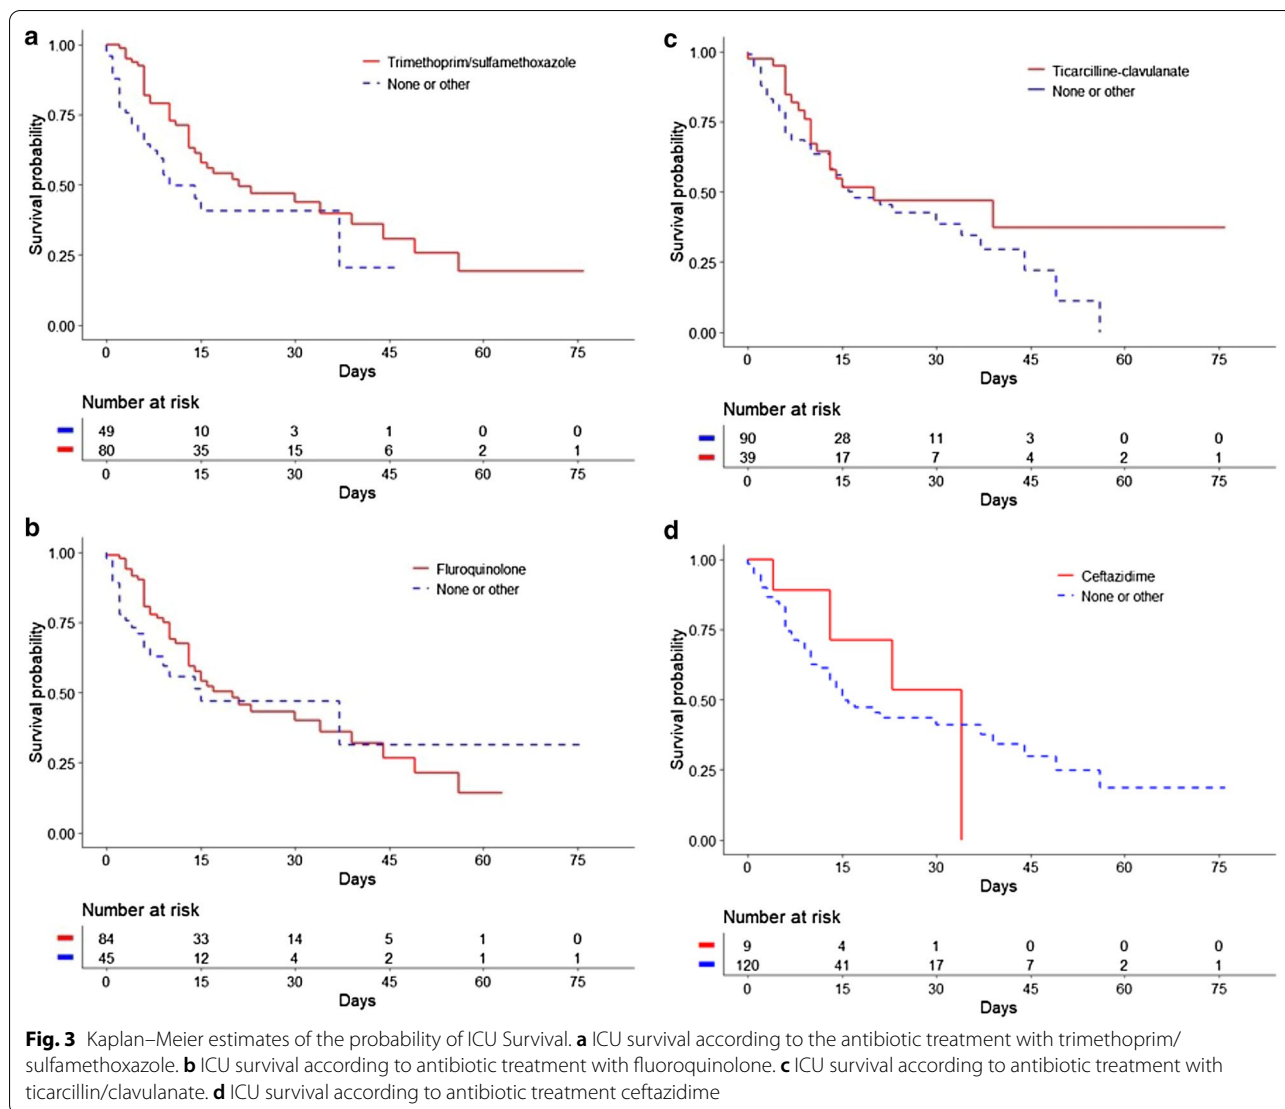 a
1.00
0.75
0.50
0.25
0.00
Survival probability
Trimethoprim/sulfamethoxazole
None or other
0 15 30 45 60 75
Days
Number at risk
49 10 3 1 0 0
80 35 15 6 2 1
0 15 30 45 60 75
Days
b
1.00
0.75
0.50
0.25
0.00
Survival probability
Fluroquinolone
None or other
0 15 30 45 60 75
Days
Number at risk
84 33 14 5 1 0
45 12 4 2 1 1
0 15 30 45 60 75
Days
c
1.00
0.75
0.50
0.25
0.00
Survival probability
Ticarcilline-clavulanate
None or other
0 15 30 45 60 75
Days
Number at risk
90 28 11 3 0 0
39 17 7 4 2 1
0 15 30 45 60 75
Days
d
1.00
0.75
0.50
0.25
0.00
Survival probability
Ceftazidime
None or other
0 15 30 45 60 75
Days
Number at risk
9 4 1 0 0 0
120 41 17 7 2 1
0 15 30 45 60 75
Days
Fig. 3 Kaplan–Meier estimates of the probability of ICU Survival. a ICU survival according to the antibiotic treatment with trimethoprim/
sulfamethoxazole. b ICU survival according to antibiotic treatment with fluoroquinolone. c ICU survival according to antibiotic treatment with
ticarcillin/clavulanate. d ICU survival according to antibiotic treatment ceftazidime